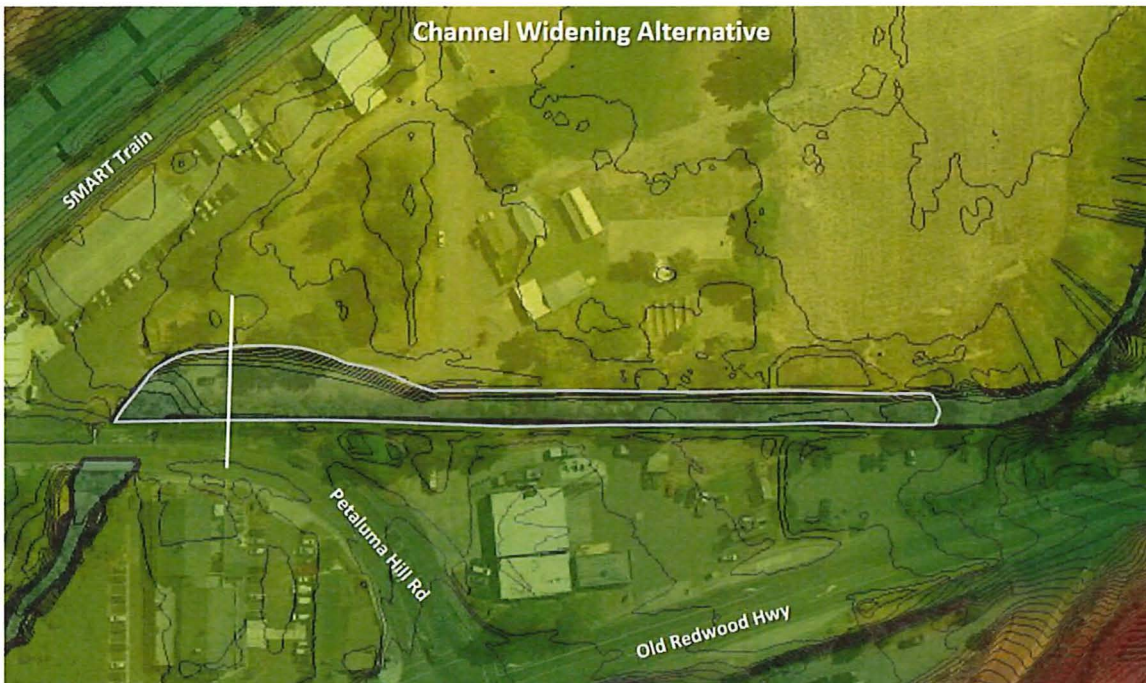 Channel Widening Alternative
SMART Train
Petaluma Hill Rd
Old Redwood Hwy